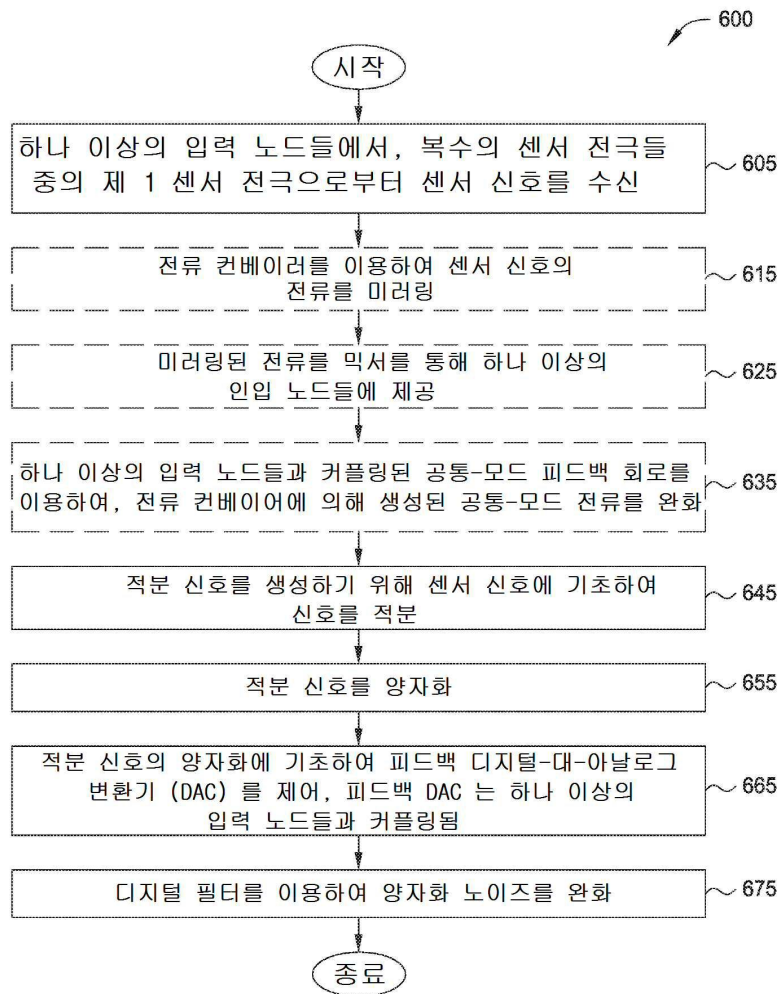 600
시작
하나 이상의 입력 노드들에서, 복수의 센서 전극들
중의 제 1 센서 전극으로부터 센서 신호를 수신
605
전류 컨베이러를 이용하여 센서 신호의
전류를 미러링
615
미러링된 전류를 믹서를 통해 하나 이상의
인입 노드들에 제공
625
하나 이상의 입력 노드들과 커플링된 공통-모드 피드백 회로를
이용하여, 전류 컨베이어에 의해 생성된 공통-모드 전류를 완화
635
적분 신호를 생성하기 위해 센서 신호에 기초하여
신호를 적분
645
적분 신호를 양자화
655
적분 신호의 양자화에 기초하여 피드백 디지털-대-아날로그
변환기 (DAC) 를 제어, 피드백 DAC 는 하나 이상의
입력 노드들과 커플링됨
665
디지털 필터를 이용하여 양자화 노이즈를 완화
675
종료